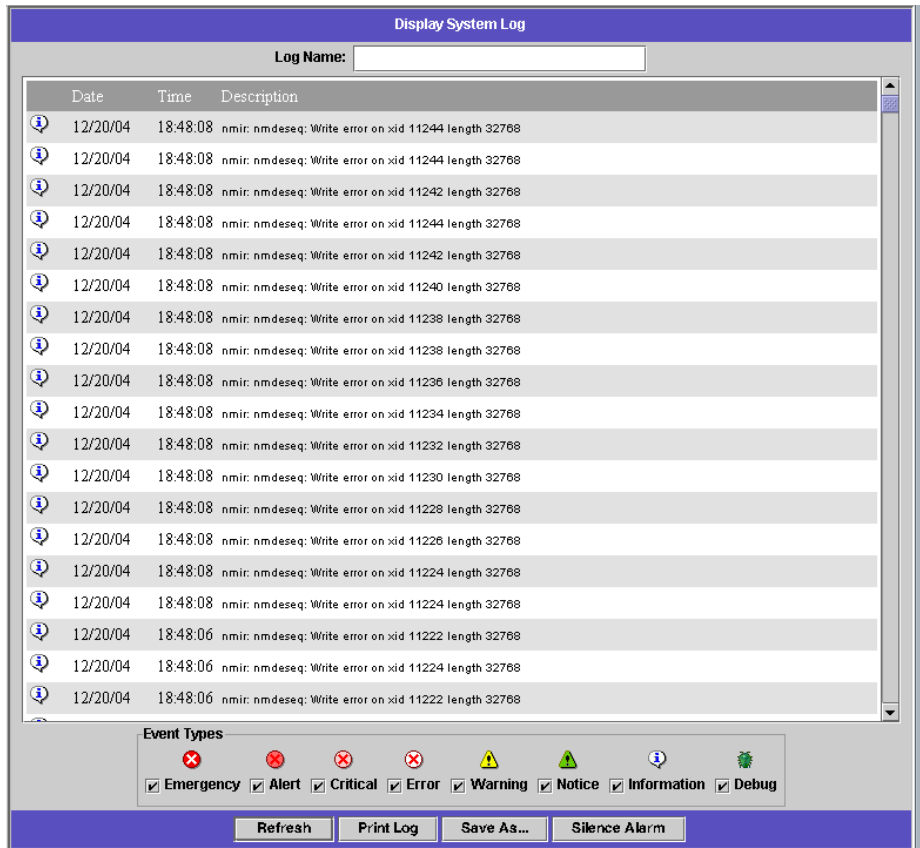 Display System Log
Log Name:
Date Time Description
12/20/04 18:48:08 nmir: nmdeseq: Write error on xid 11244 length 32768
12/20/04 18:48:08 nmir: nmdeseq: Write error on xid 11244 length 32768
12/20/04 18:48:08 nmir: nmdeseq: Write error on xid 11242 length 32768
12/20/04 18:48:08 nmir: nmdeseq: Write error on xid 11244 length 32768
12/20/04 18:48:08 nmir: nmdeseq: Write error on xid 11242 length 32768
12/20/04 18:48:08 nmir: nmdeseq: Write error on xid 11240 length 32768
12/20/04 18:48:08 nmir: nmdeseq: Write error on xid 11238 length 32768
12/20/04 18:48:08 nmir: nmdeseq: Write error on xid 11238 length 32768
12/20/04 18:48:08 nmir: nmdeseq: Write error on xid 11236 length 32768
12/20/04 18:48:08 nmir: nmdeseq: Write error on xid 11234 length 32768
12/20/04 18:48:08 nmir: nmdeseq: Write error on xid 11232 length 32768
12/20/04 18:48:08 nmir: nmdeseq: Write error on xid 11230 length 32768
12/20/04 18:48:08 nmir: nmdeseq: Write error on xid 11228 length 32768
12/20/04 18:48:08 nmir: nmdeseq: Write error on xid 11226 length 32768
12/20/04 18:48:08 nmir: nmdeseq: Write error on xid 11224 length 32768
12/20/04 18:48:08 nmir: nmdeseq: Write error on xid 11224 length 32768
12/20/04 18:48:06 nmir: nmdeseq: Write error on xid 11222 length 32768
12/20/04 18:48:06 nmir: nmdeseq: Write error on xid 11224 length 32768
12/20/04 18:48:06 nmir: nmdeseq: Write error on xid 11222 length 32768
Event Types
Emergency Alert Critical Error Warning Notice Information Debug
Refresh Print Log Save As... Silence Alarm